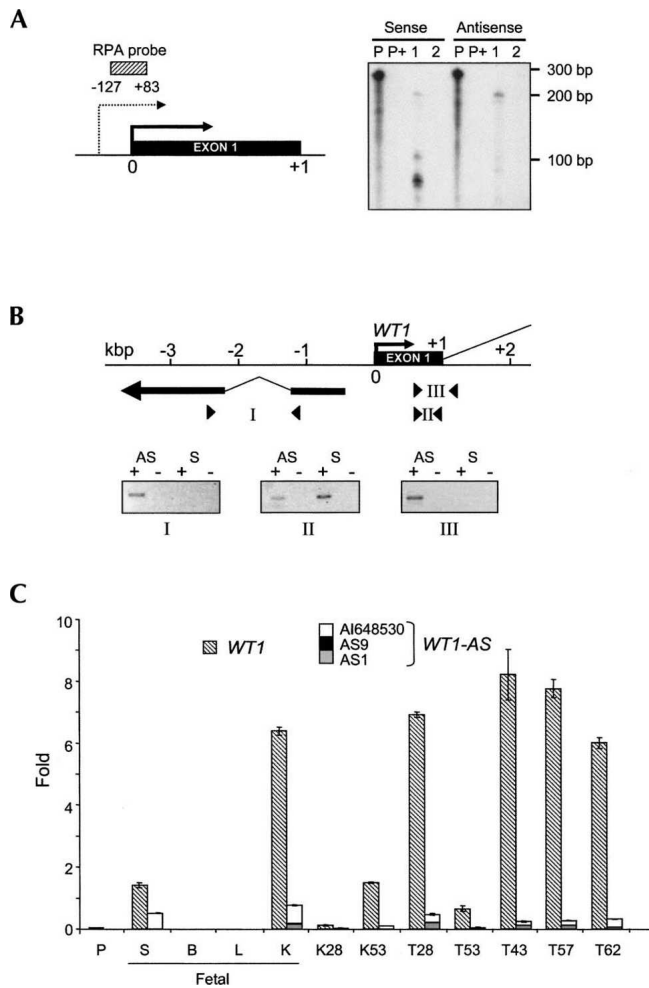 A
RPA probe
-127 +83
EXON 1
0 +1
Sense Antisense
P P+ 1 2 P P+ 1 2
300 bp
200 bp
100 bp
B
WT1
kbp -3 -2 -1 +1 +2
EXON 1
0
I III
II
AS S AS S AS S
+ - + - + - + - + - + -
I II III
C
Fold
10
8
6
4
2
0
WT1
AI648530
AS9
AS1
WT1-AS
P S B L K K28 K53 T28 T53 T43 T57 T62
Fetal